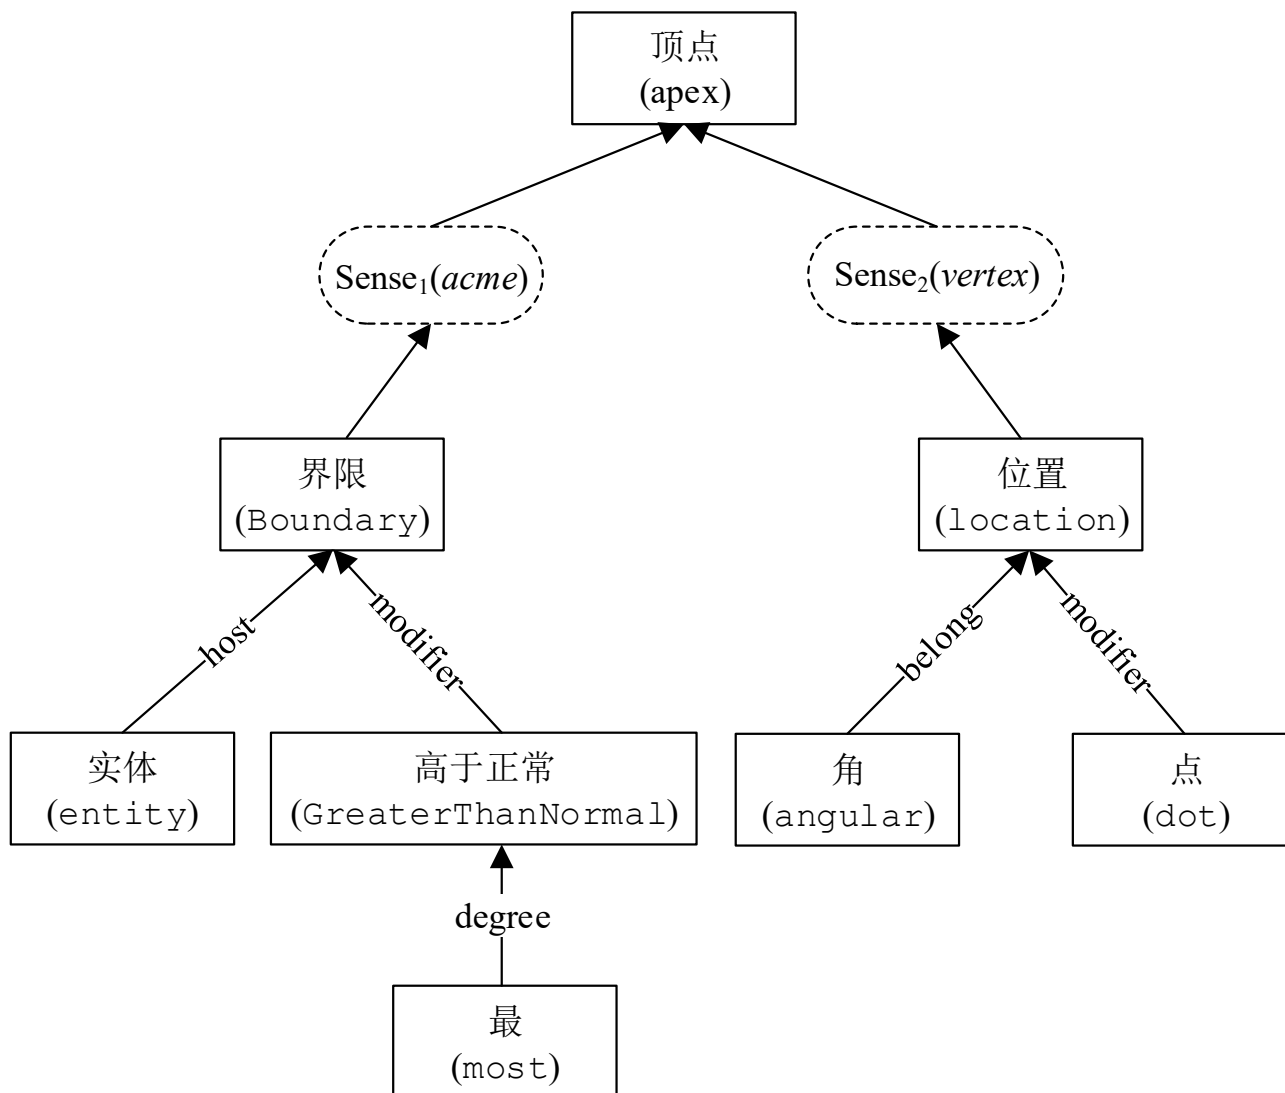 顶点
(apex)
Sense₁(acme)
Sense₂(vertex)
界限
(Boundary)
位置
(location)
host
modifier
belong
modifier
实体
(entity)
高于正常
(GreaterThanNormal)
角
(angular)
点
(dot)
degree
最
(most)